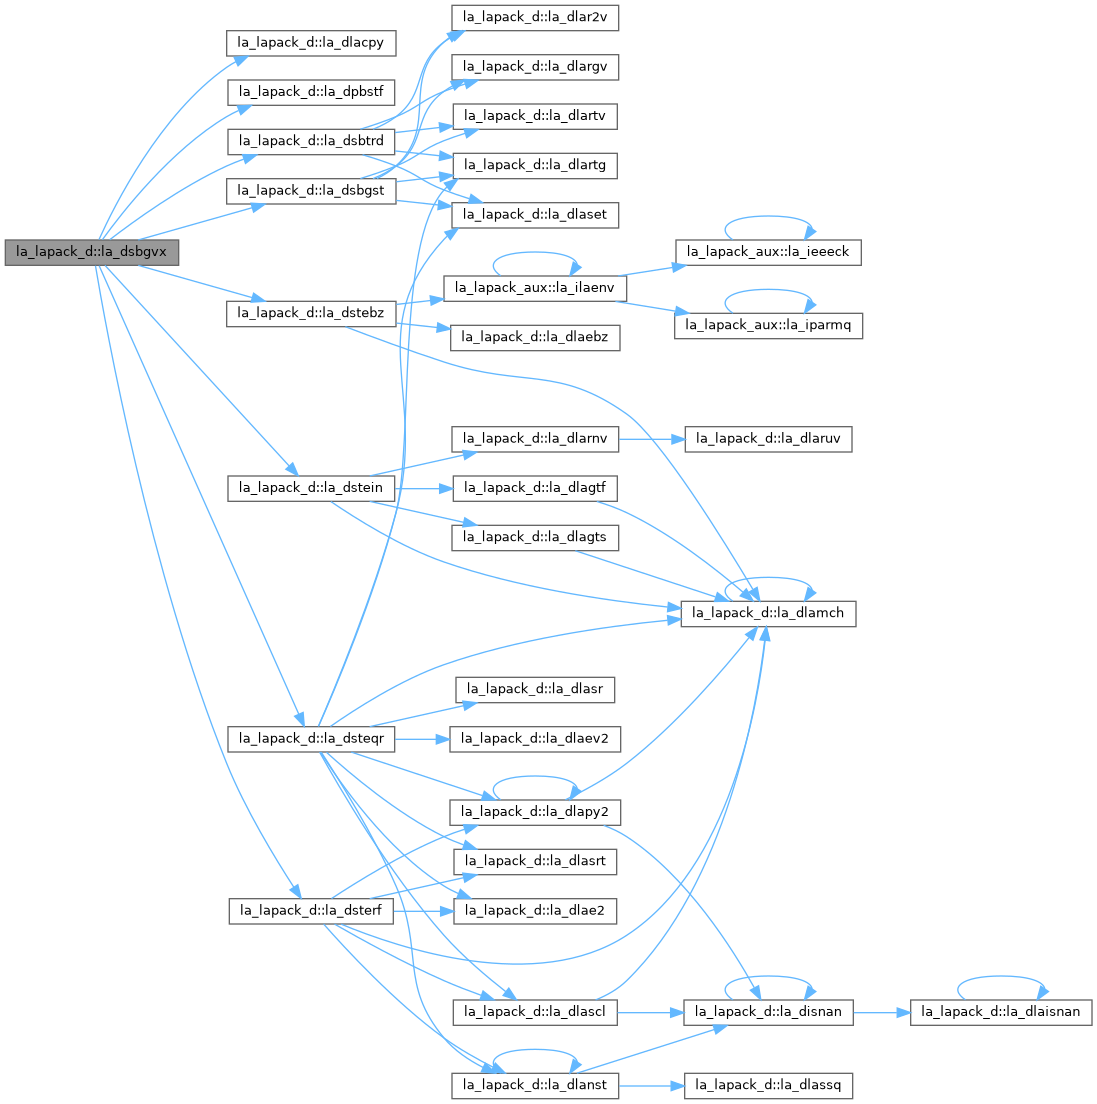 la_lapack_d::la_dlar2v
la_lapack_d::la_dlacpy
la_lapack_d::la_dlargv
la_lapack_d::la_dpbstf
la_lapack_d::la_dlartv
la_lapack_d::la_dsbtrd
la_lapack_d::la_dlartg
la_lapack_d::la_dsbgst
la_lapack_d::la_dlaset
la_lapack_d::la_dsbgvx
la_lapack_aux::la_ieeeck
la_lapack_aux::la_ilaenv
la_lapack_d::la_dstebz
la_lapack_aux::la_iparmq
la_lapack_d::la_dlaebz
la_lapack_d::la_dlarnv
la_lapack_d::la_dlaruv
la_lapack_d::la_dstein
la_lapack_d::la_dlagtf
la_lapack_d::la_dlagts
la_lapack_d::la_dlamch
la_lapack_d::la_dlasr
la_lapack_d::la_dsteqr
la_lapack_d::la_dlaev2
la_lapack_d::la_dlapy2
la_lapack_d::la_dlasrt
la_lapack_d::la_dsterf
la_lapack_d::la_dlae2
la_lapack_d::la_dlascl
la_lapack_d::la_disnan
la_lapack_d::la_dlaisnan
la_lapack_d::la_dlanst
la_lapack_d::la_dlassq